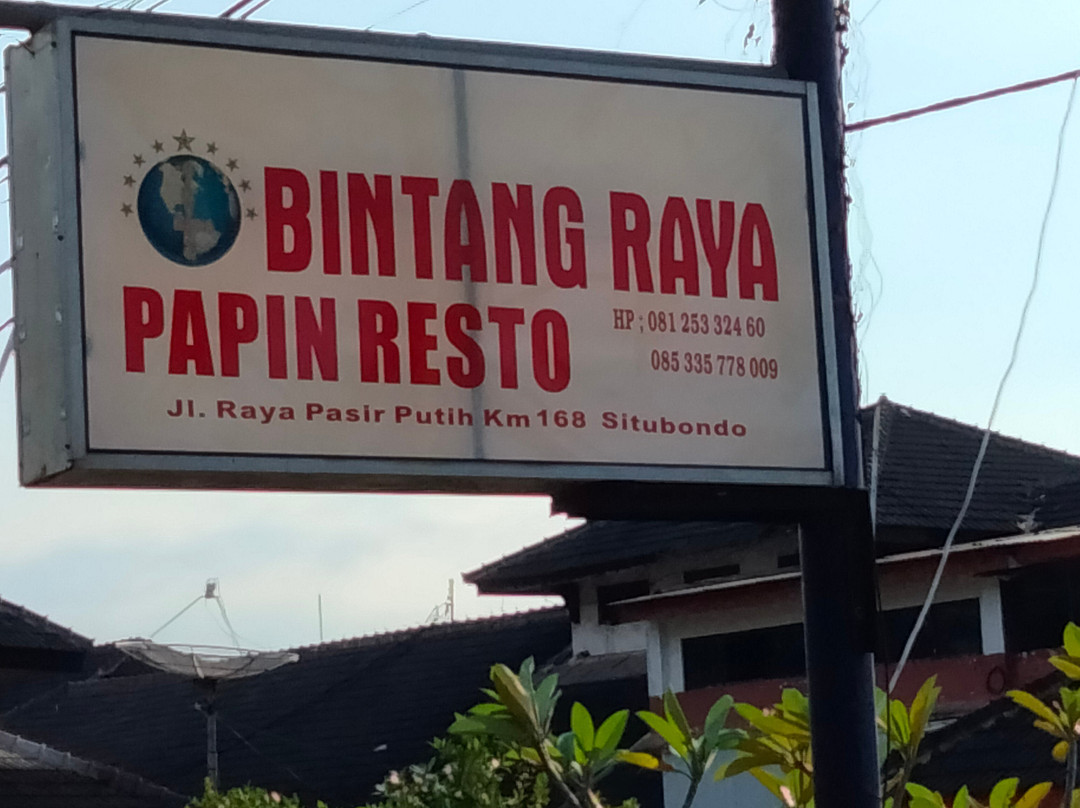 BINTANG RAYA
PAPIN RESTO
HP ; 081 253 324 60
085 335 778 009
Jl. Raya Pasir Putih Km 168 Situbondo